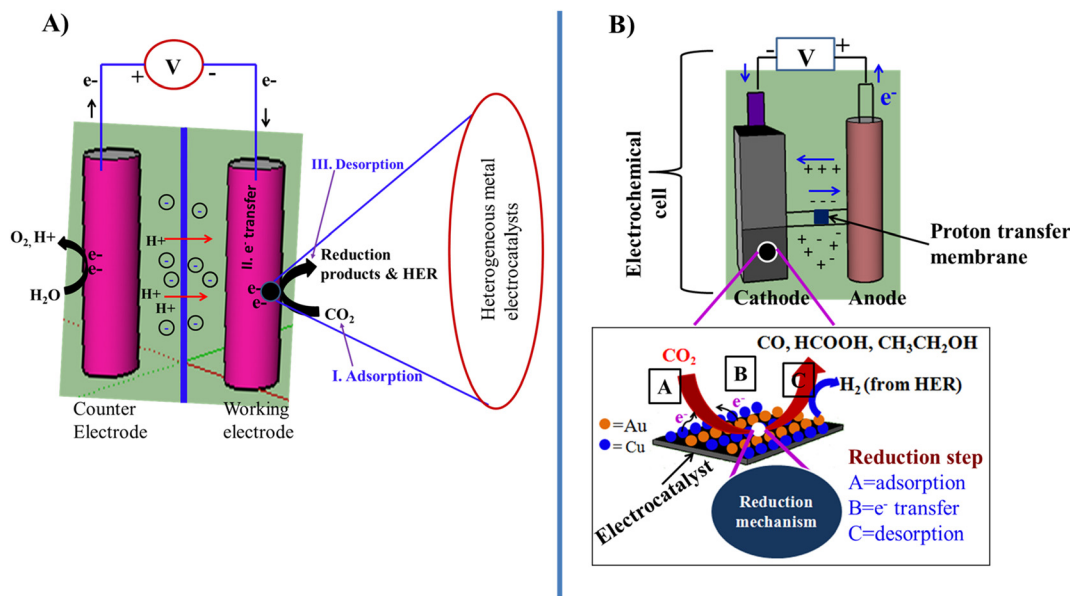 A)
V
e-
+
-
e-
III. Desorption
II. e- transfer
H+
O2, H+
e-
e-
H2O
H+
H+
Reduction
products & HER
e-
e-
CO2
I. Adsorption
Counter
Electrode
Working
electrode
Heterogeneous metal
electrocatalysts
B)
-
V
+
e-
Electrochemical
cell
+ + +
- - -
Proton transfer
membrane
+ - + - + - + -
Cathode
Anode
CO, HCOOH, CH3CH2OH
CO2
A
B
C
H2 (from HER)
e-
e-
=Au
=Cu
Electrocatalyst
Reduction
mechanism
Reduction step
A=adsorption
B=e- transfer
C=desorption